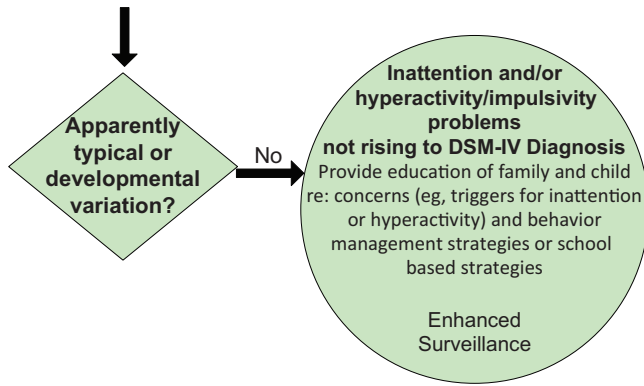 Apparently
typical or
developmental
variation?
No
Inattention and/or
hyperactivity/impulsivity
problems
not rising to DSM-IV Diagnosis
Provide education of family and child
re: concerns (eg, triggers for inattention
or hyperactivity) and behavior
management strategies or school
based strategies
Enhanced
Surveillance